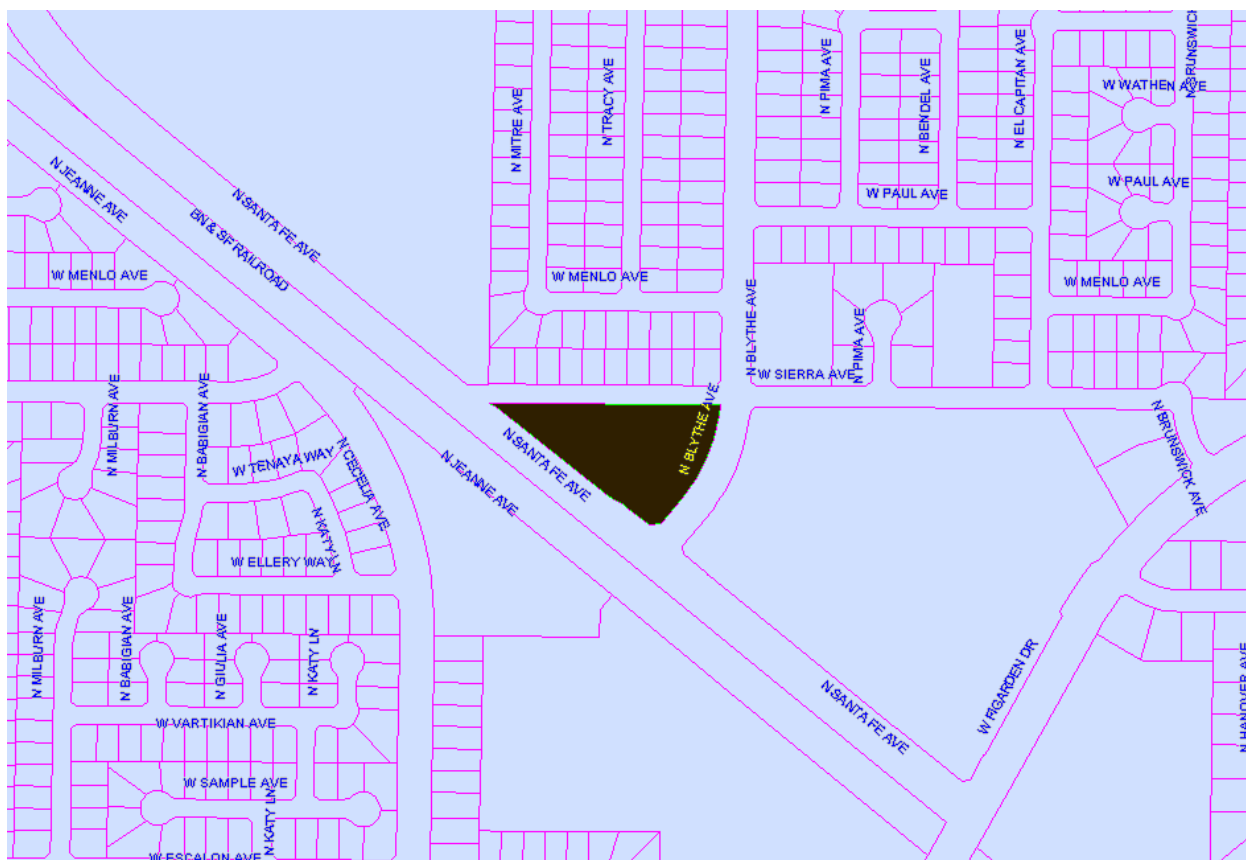 N BRUNSWICK
N EL CAPITAN AVE
N PIMA AVE
N BENDEL AVE
N TRACY AVE
N MITRE AVE
W WATHEN AVE
W PAUL AVE
W PAUL AVE
N JEANNE AVE
N SANTA FE AVE
BN & SF RAILROAD
W MENLO AVE
W MENLO AVE
W MENLO AVE
N BLYTHE AVE
N PIMA AVE
W SIERRA AVE
N MILBURN AVE
N BABIGIAN AVE
N BLYTHE AVE
N BRUNSWICK AVE
W TENAYA WAY
N CECELIA AVE
N SANTA FE AVE
N JEANNE AVE
N KATY LN
W ELLERY WAY
N MILBURN AVE
N BABIGIAN AVE
N GIULIA AVE
N KATY LN
N SANTA FE AVE
W FIGARDEN DR
N HANOVER AVE
W VARTIKIAN AVE
W SAMPLE AVE
N KATY LN
W ESCALON AVE